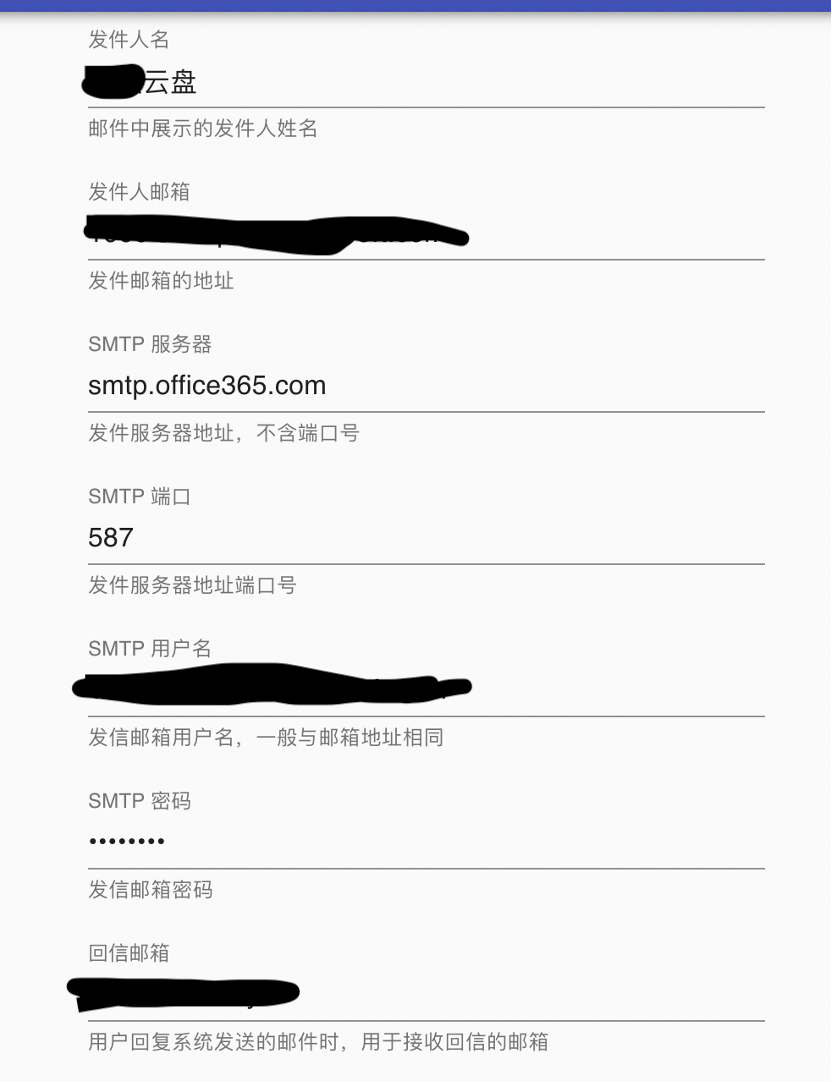 发件人名
云盘
邮件中展示的发件人姓名
发件人邮箱
发件邮箱的地址
SMTP 服务器
smtp.office365.com
发件服务器地址，不含端口号
SMTP 端口
587
发件服务器地址端口号
SMTP 用户名
发信邮箱用户名，一般与邮箱地址相同
SMTP 密码
••••••••
发信邮箱密码
回信邮箱
用户回复系统发送的邮件时，用于接收回信的邮箱